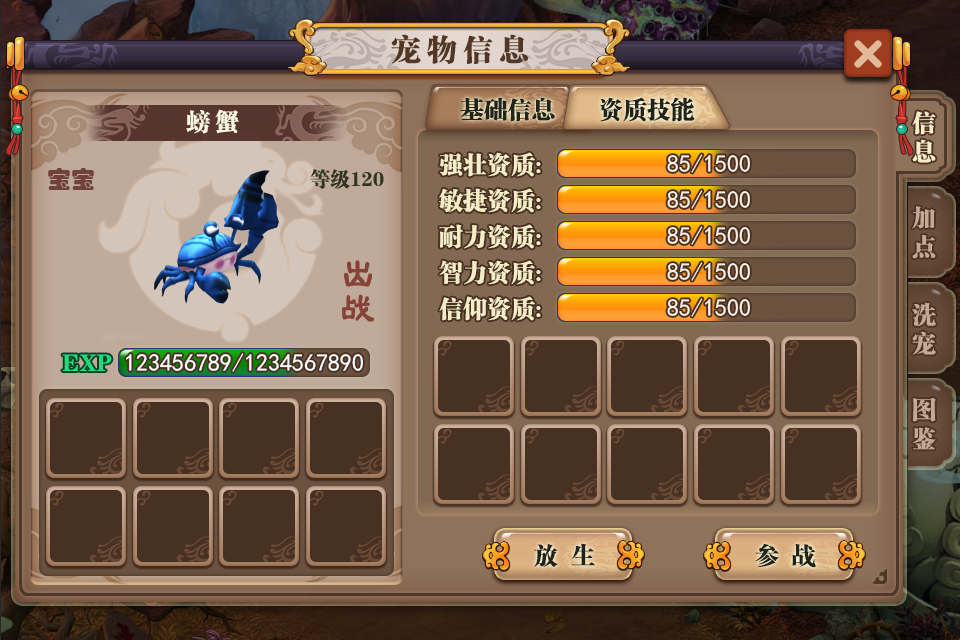 宠物信息
螃蟹
宝宝
等级120
出战
EXP 123456789/1234567890
基础信息
资质技能
强壮资质: 85/1500
敏捷资质: 85/1500
耐力资质: 85/1500
智力资质: 85/1500
信仰资质: 85/1500
放生
参战
信息
加点
洗宠
图鉴